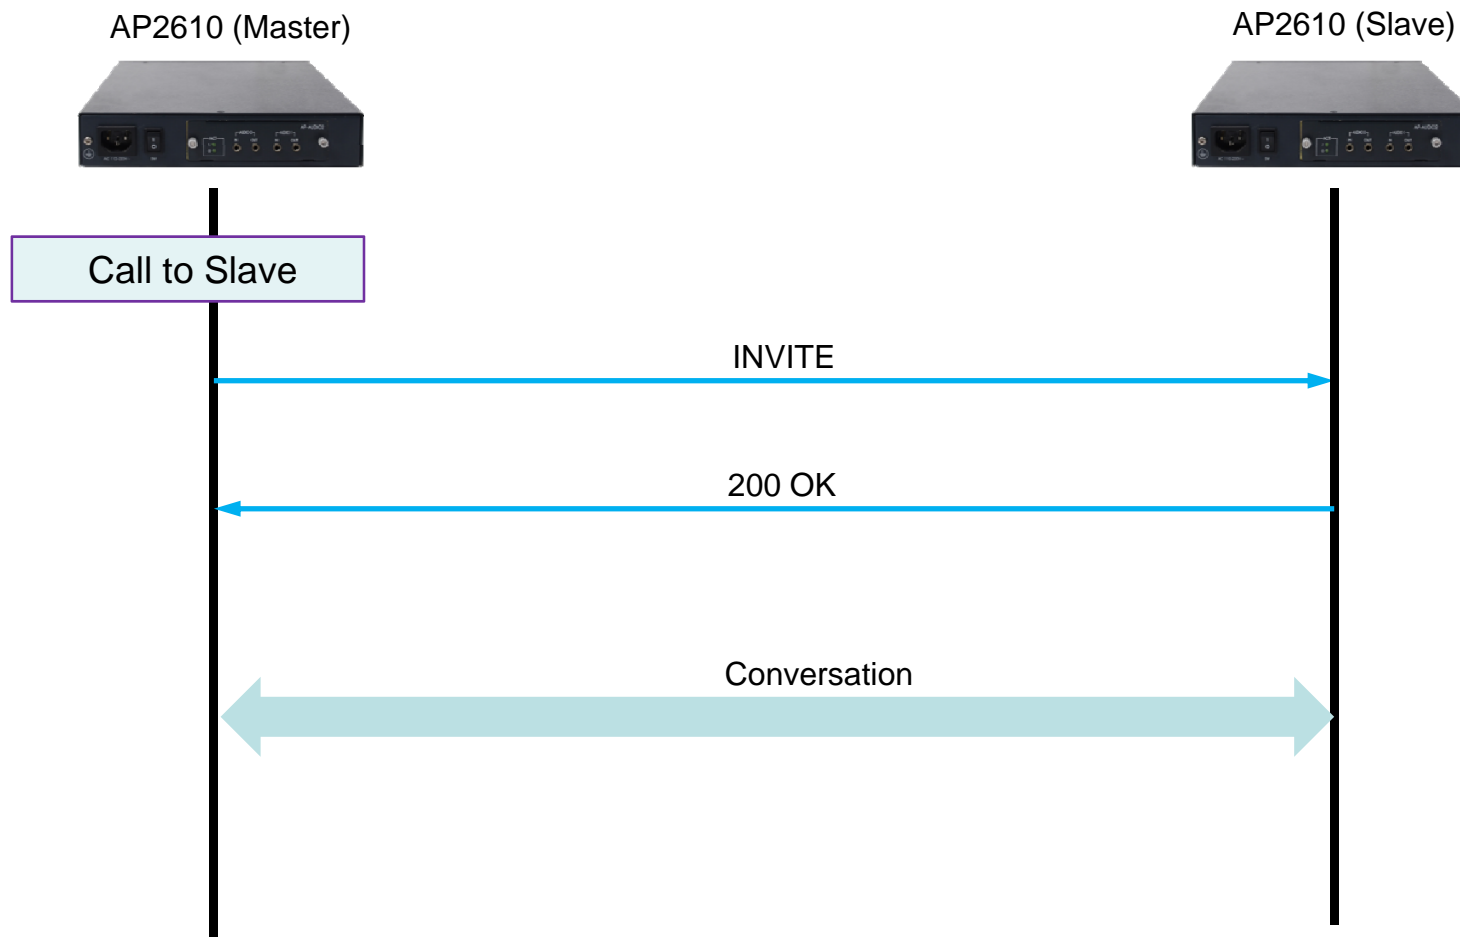 AP2610 (Master)
AP2610 (Slave)
Call to Slave
INVITE
200 OK
Conversation